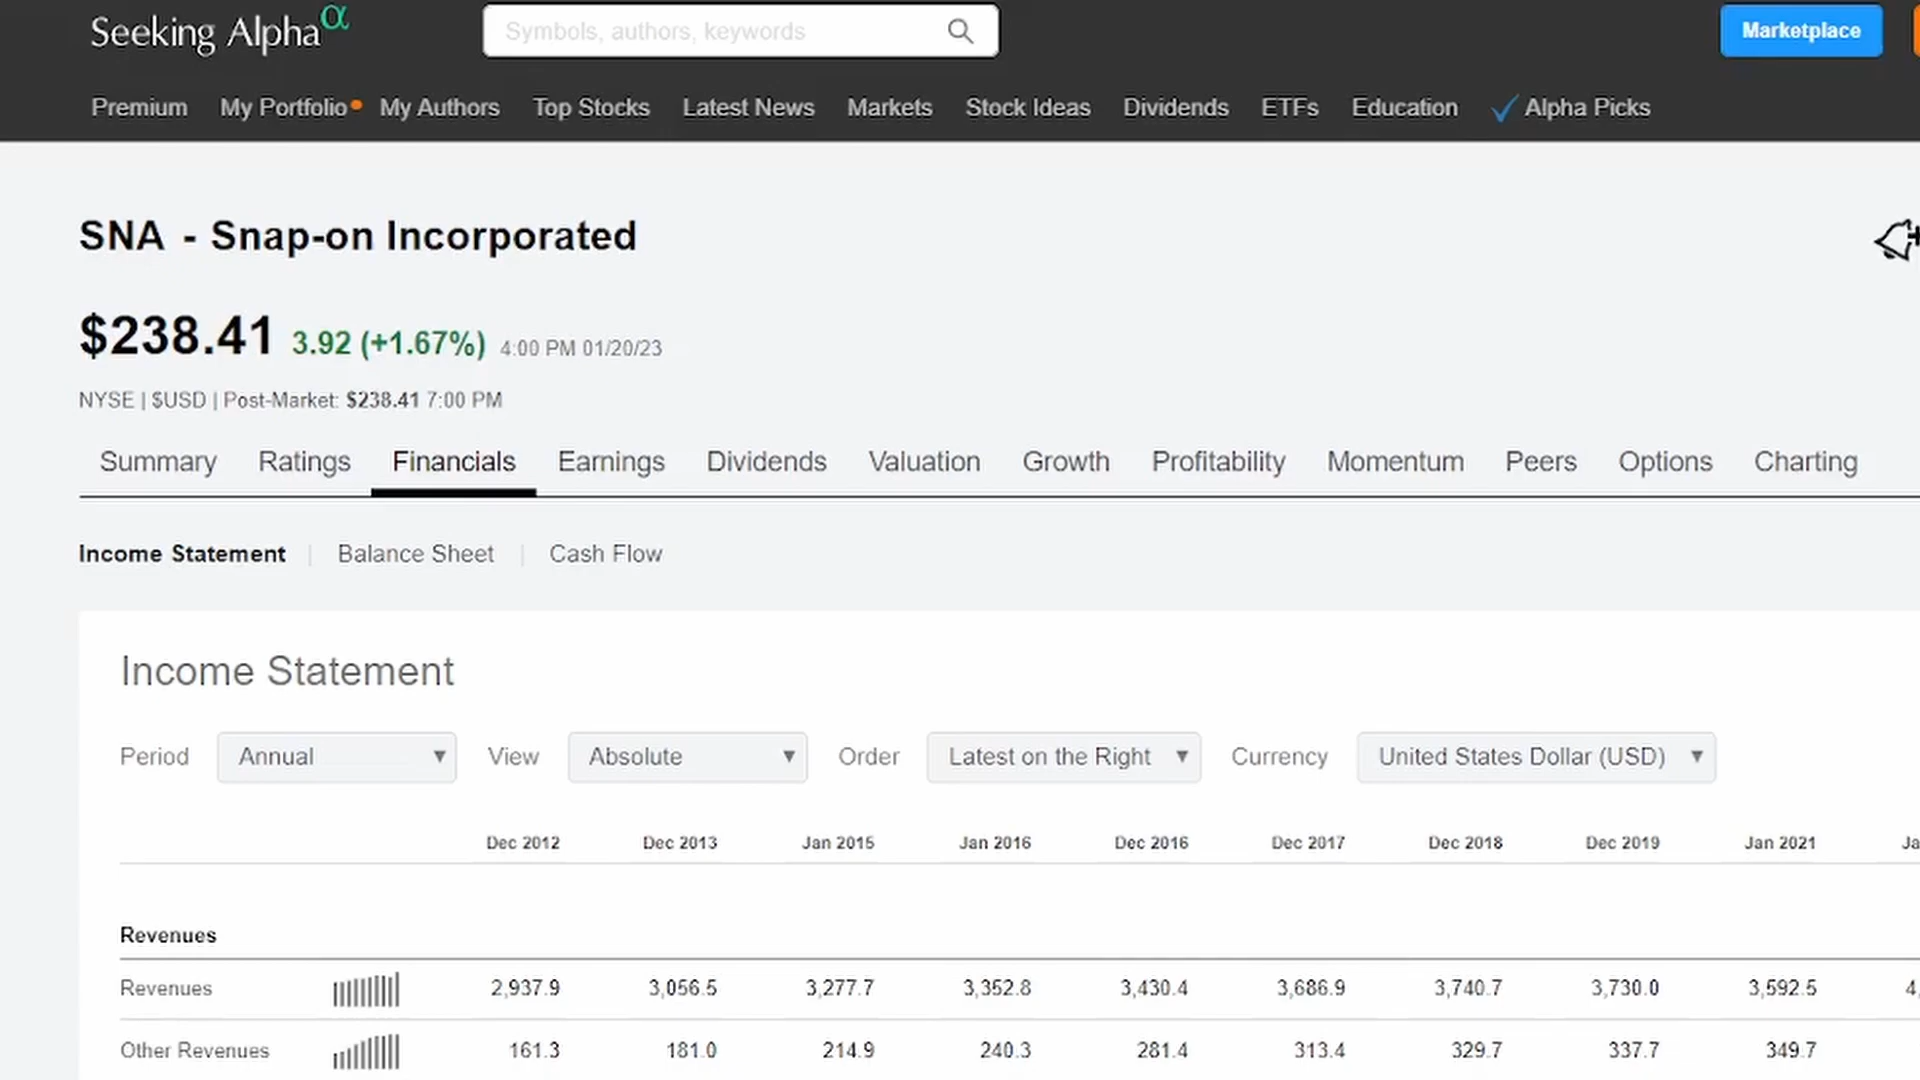 Seeking Alpha α
Symbols, authors, keywords
Marketplace
Premium My Portfolio My Authors Top Stocks Latest News Markets Stock Ideas Dividends ETFs Education Alpha Picks
SNA - Snap-on Incorporated
$238.41 3.92 (+1.67%) 4:00 PM 01/20/23
NYSE | $USD | Post-Market: $238.41 7:00 PM
Summary Ratings Financials Earnings Dividends Valuation Growth Profitability Momentum Peers Options Charting
Income Statement | Balance Sheet | Cash Flow
Income Statement
Period Annual View Absolute Order Latest on the Right Currency United States Dollar (USD)
Dec 2012 Dec 2013 Jan 2015 Jan 2016 Dec 2016 Dec 2017 Dec 2018 Dec 2019 Jan 2021 Ja
Revenues
Revenues 2,937.9 3,056.5 3,277.7 3,352.8 3,430.4 3,686.9 3,740.7 3,730.0 3,592.5 4,
Other Revenues 161.3 181.0 214.9 240.3 281.4 313.4 329.7 337.7 349.7